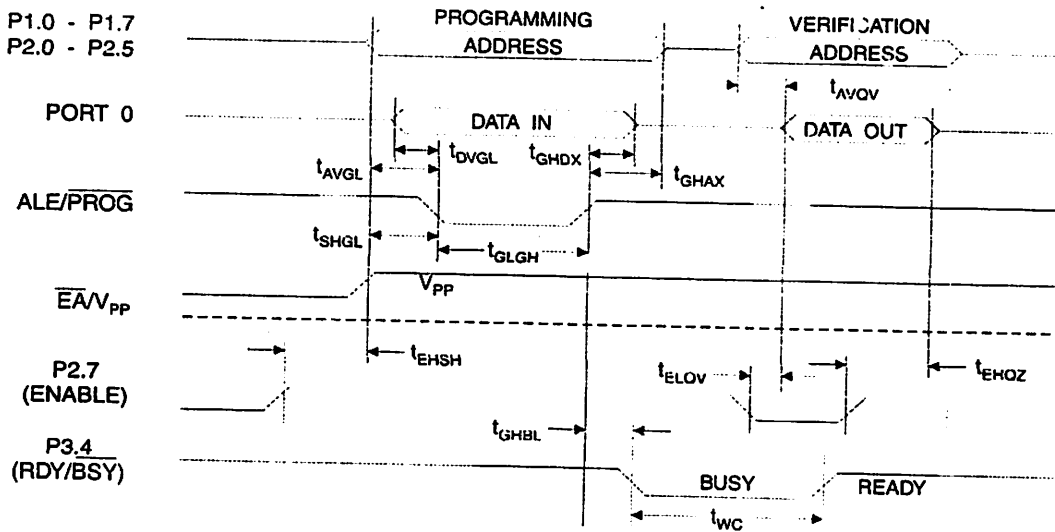 P1.0 - P1.7
P2.0 - P2.5
PROGRAMMING
ADDRESS
VERIFICATION
ADDRESS
tAVQV
PORT 0
DATA IN
DATA OUT
tDVGL
tGHDX
tAVGL
tGHAX
ALE/PROG
tSHGL
tGLGH
EA/VPP
VPP
tEHSH
P2.7
(ENABLE)
tELQV
tEHQZ
tGHBL
P3.4
(RDY/BSY)
BUSY
READY
tWC